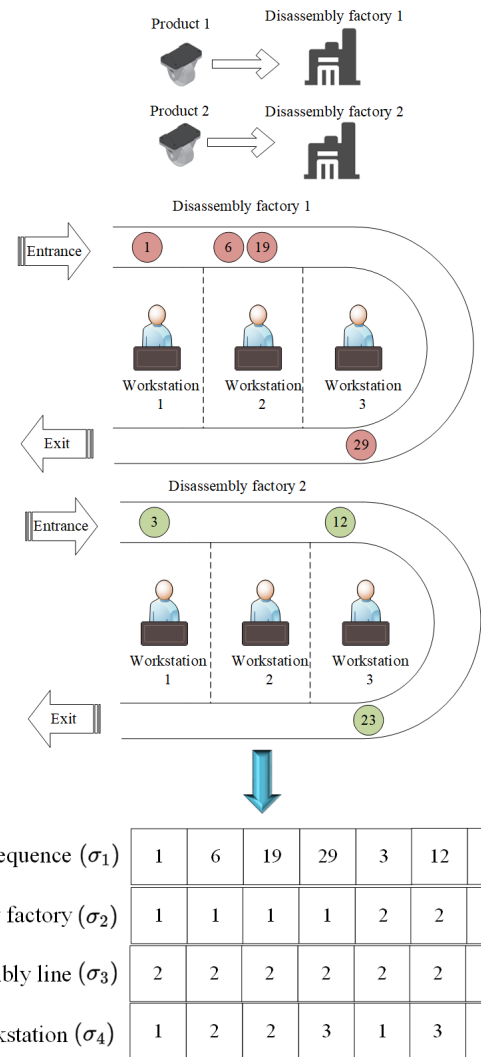 Product 1
Disassembly factory 1
Product 2
Disassembly factory 2
Disassembly factory 1
Entrance
1
6
19
Workstation
1
Workstation
2
Workstation
3
Exit
29
Disassembly factory 2
Entrance
3
12
Workstation
1
Workstation
2
Workstation
3
Exit
23
equence (σ₁) 1 6 19 29 3 12
factory (σ₂) 1 1 1 1 2 2
bly line (σ₃) 2 2 2 2 2 2
kstation (σ₄) 1 2 2 3 1 3